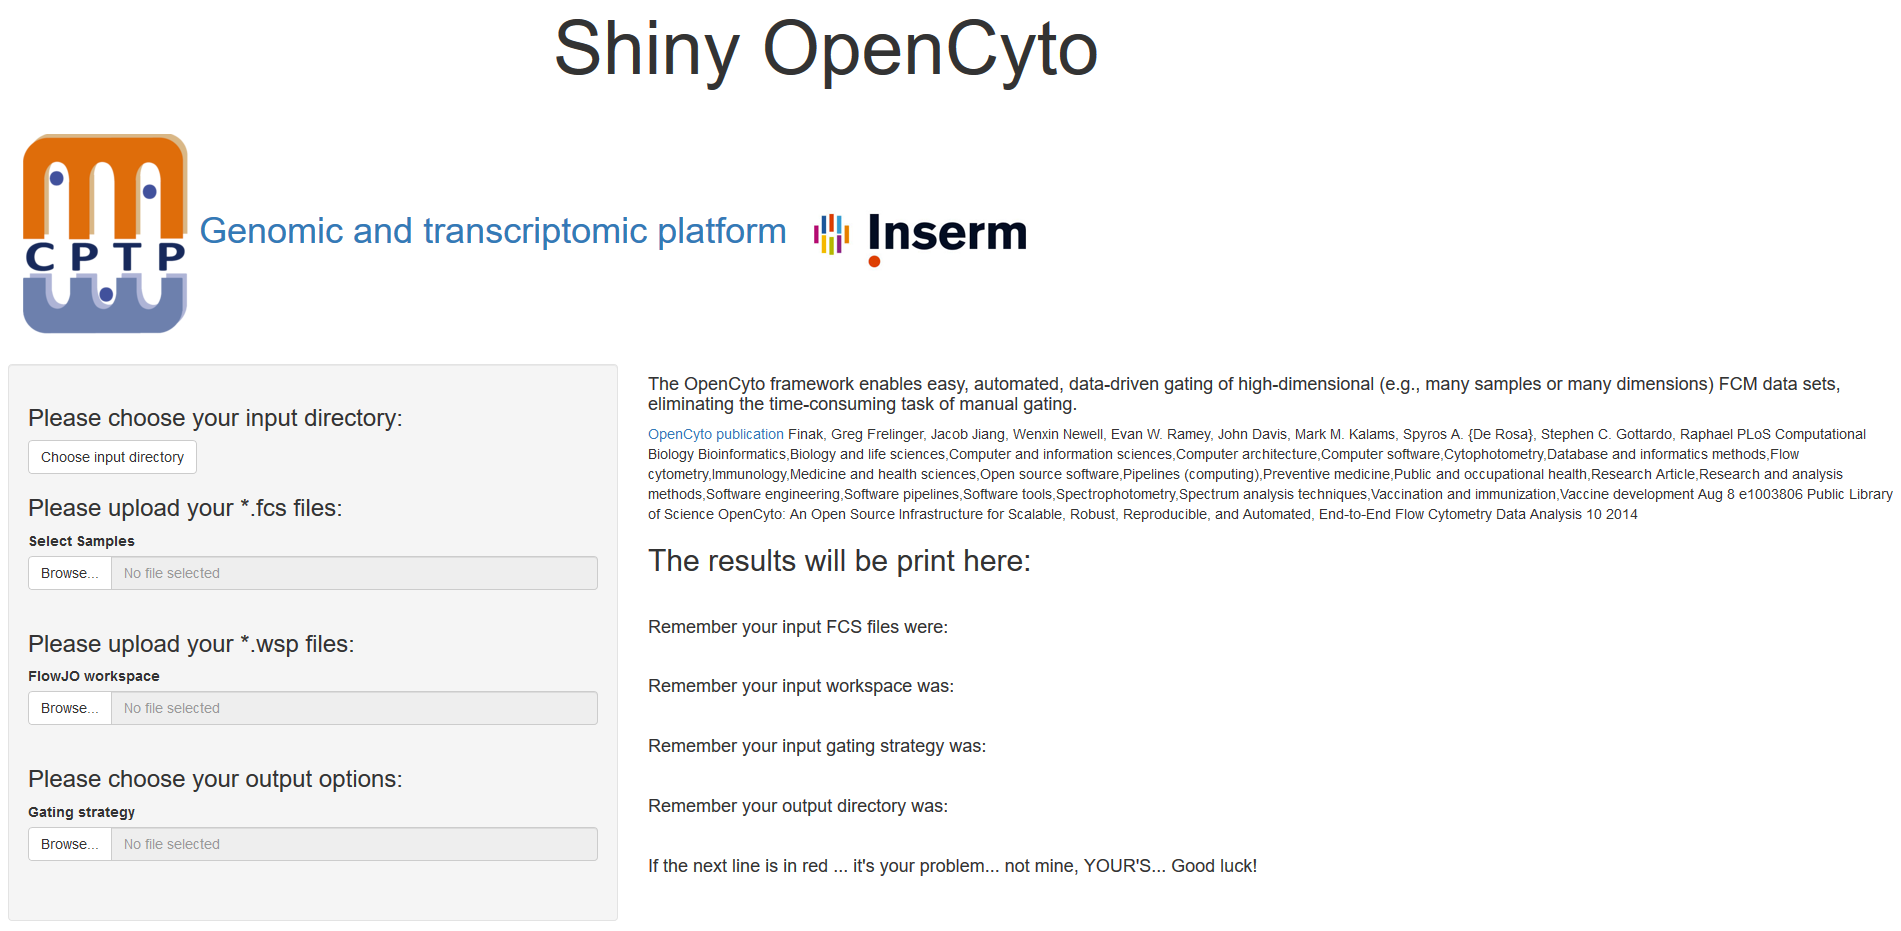 Shiny OpenCyto
CPTP
Genomic and transcriptomic platform
Inserm
Please choose your input directory:
Choose input directory
Please upload your *.fcs files:
Select Samples
Browse... No file selected
Please upload your *.wsp files:
FlowJO workspace
Browse... No file selected
Please choose your output options:
Gating strategy
Browse... No file selected
The OpenCyto framework enables easy, automated, data-driven gating of high-dimensional (e.g., many samples or many dimensions) FCM data sets,
eliminating the time-consuming task of manual gating.
OpenCyto publication Finak, Greg Frelinger, Jacob Jiang, Wenxin Newell, Evan W. Ramey, John Davis, Mark M. Kalams, Spyros A. {De Rosa}, Stephen C. Gottardo, Raphael PLoS Computational
Biology Bioinformatics,Biology and life sciences,Computer and information sciences,Computer architecture,Computer software,Cytophotometry,Database and informatics methods,Flow
cytometry,Immunology,Medicine and health sciences,Open source software,Pipelines (computing),Preventive medicine,Public and occupational health,Research Article,Research and analysis
methods,Software engineering,Software pipelines,Software tools,Spectrophotometry,Spectrum analysis techniques,Vaccination and immunization,Vaccine development Aug 8 e1003806 Public Library
of Science OpenCyto: An Open Source Infrastructure for Scalable, Robust, Reproducible, and Automated, End-to-End Flow Cytometry Data Analysis 10 2014
The results will be print here:
Remember your input FCS files were:
Remember your input workspace was:
Remember your input gating strategy was:
Remember your output directory was:
If the next line is in red ... it's your problem... not mine, YOUR'S... Good luck!